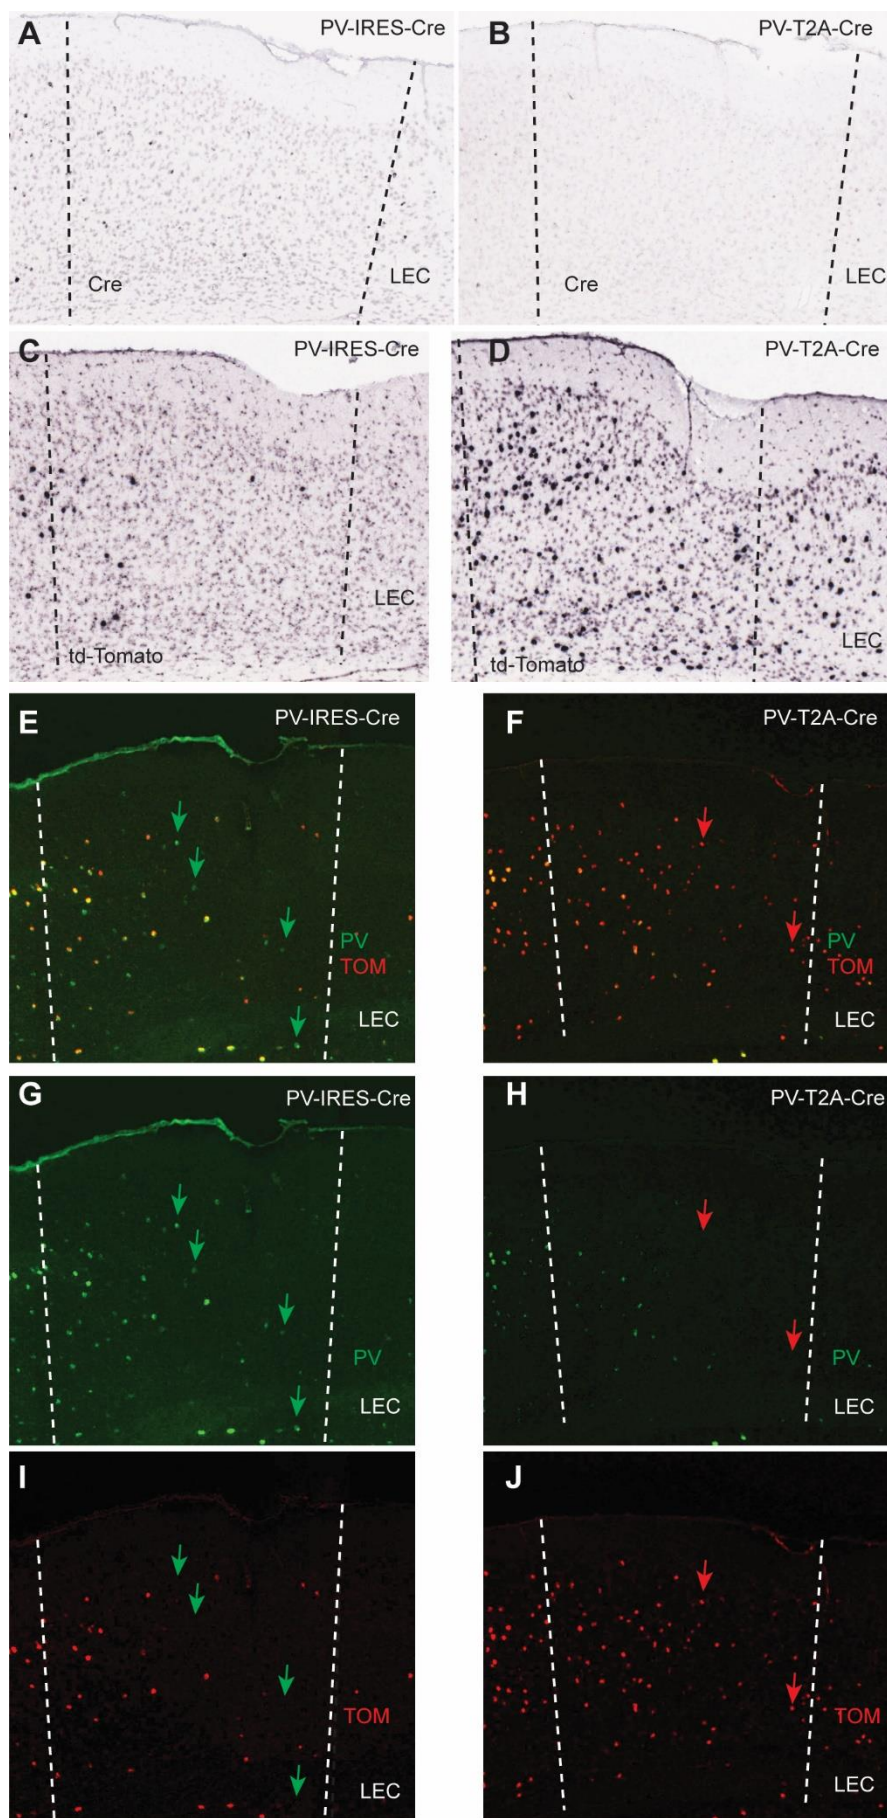 A PV-IRES-Cre
B PV-T2A-Cre
Cre LEC
Cre LEC
C PV-IRES-Cre
D PV-T2A-Cre
LEC
td-Tomato
LEC
td-Tomato
E PV-IRES-Cre
F PV-T2A-Cre
PV
TOM
LEC
PV
TOM
LEC
G PV-IRES-Cre
H PV-T2A-Cre
PV
LEC
PV
LEC
I
J
TOM
LEC
TOM
LEC